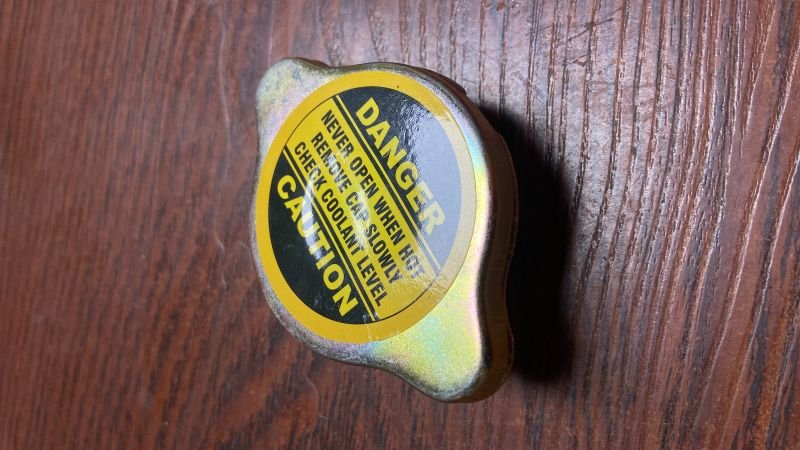 DANGER
NEVER OPEN WHEN HOT
REMOVE CAP SLOWLY
CHECK COOLANT LEVEL
CAUTION